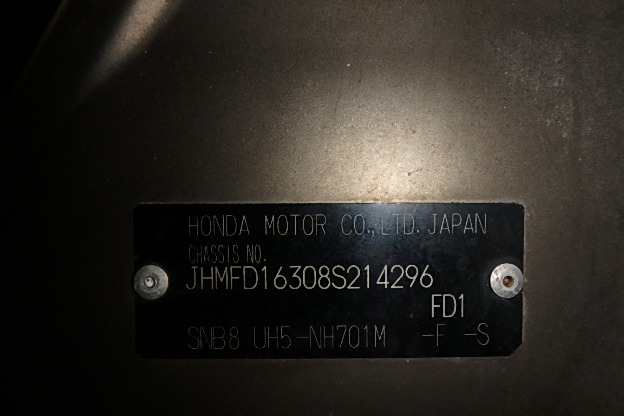 HONDA MOTOR CO.,LTD. JAPAN
CHASSIS NO.
JHMFD16308S214296
FD1
SNB8 UH5-NH701M -F -S